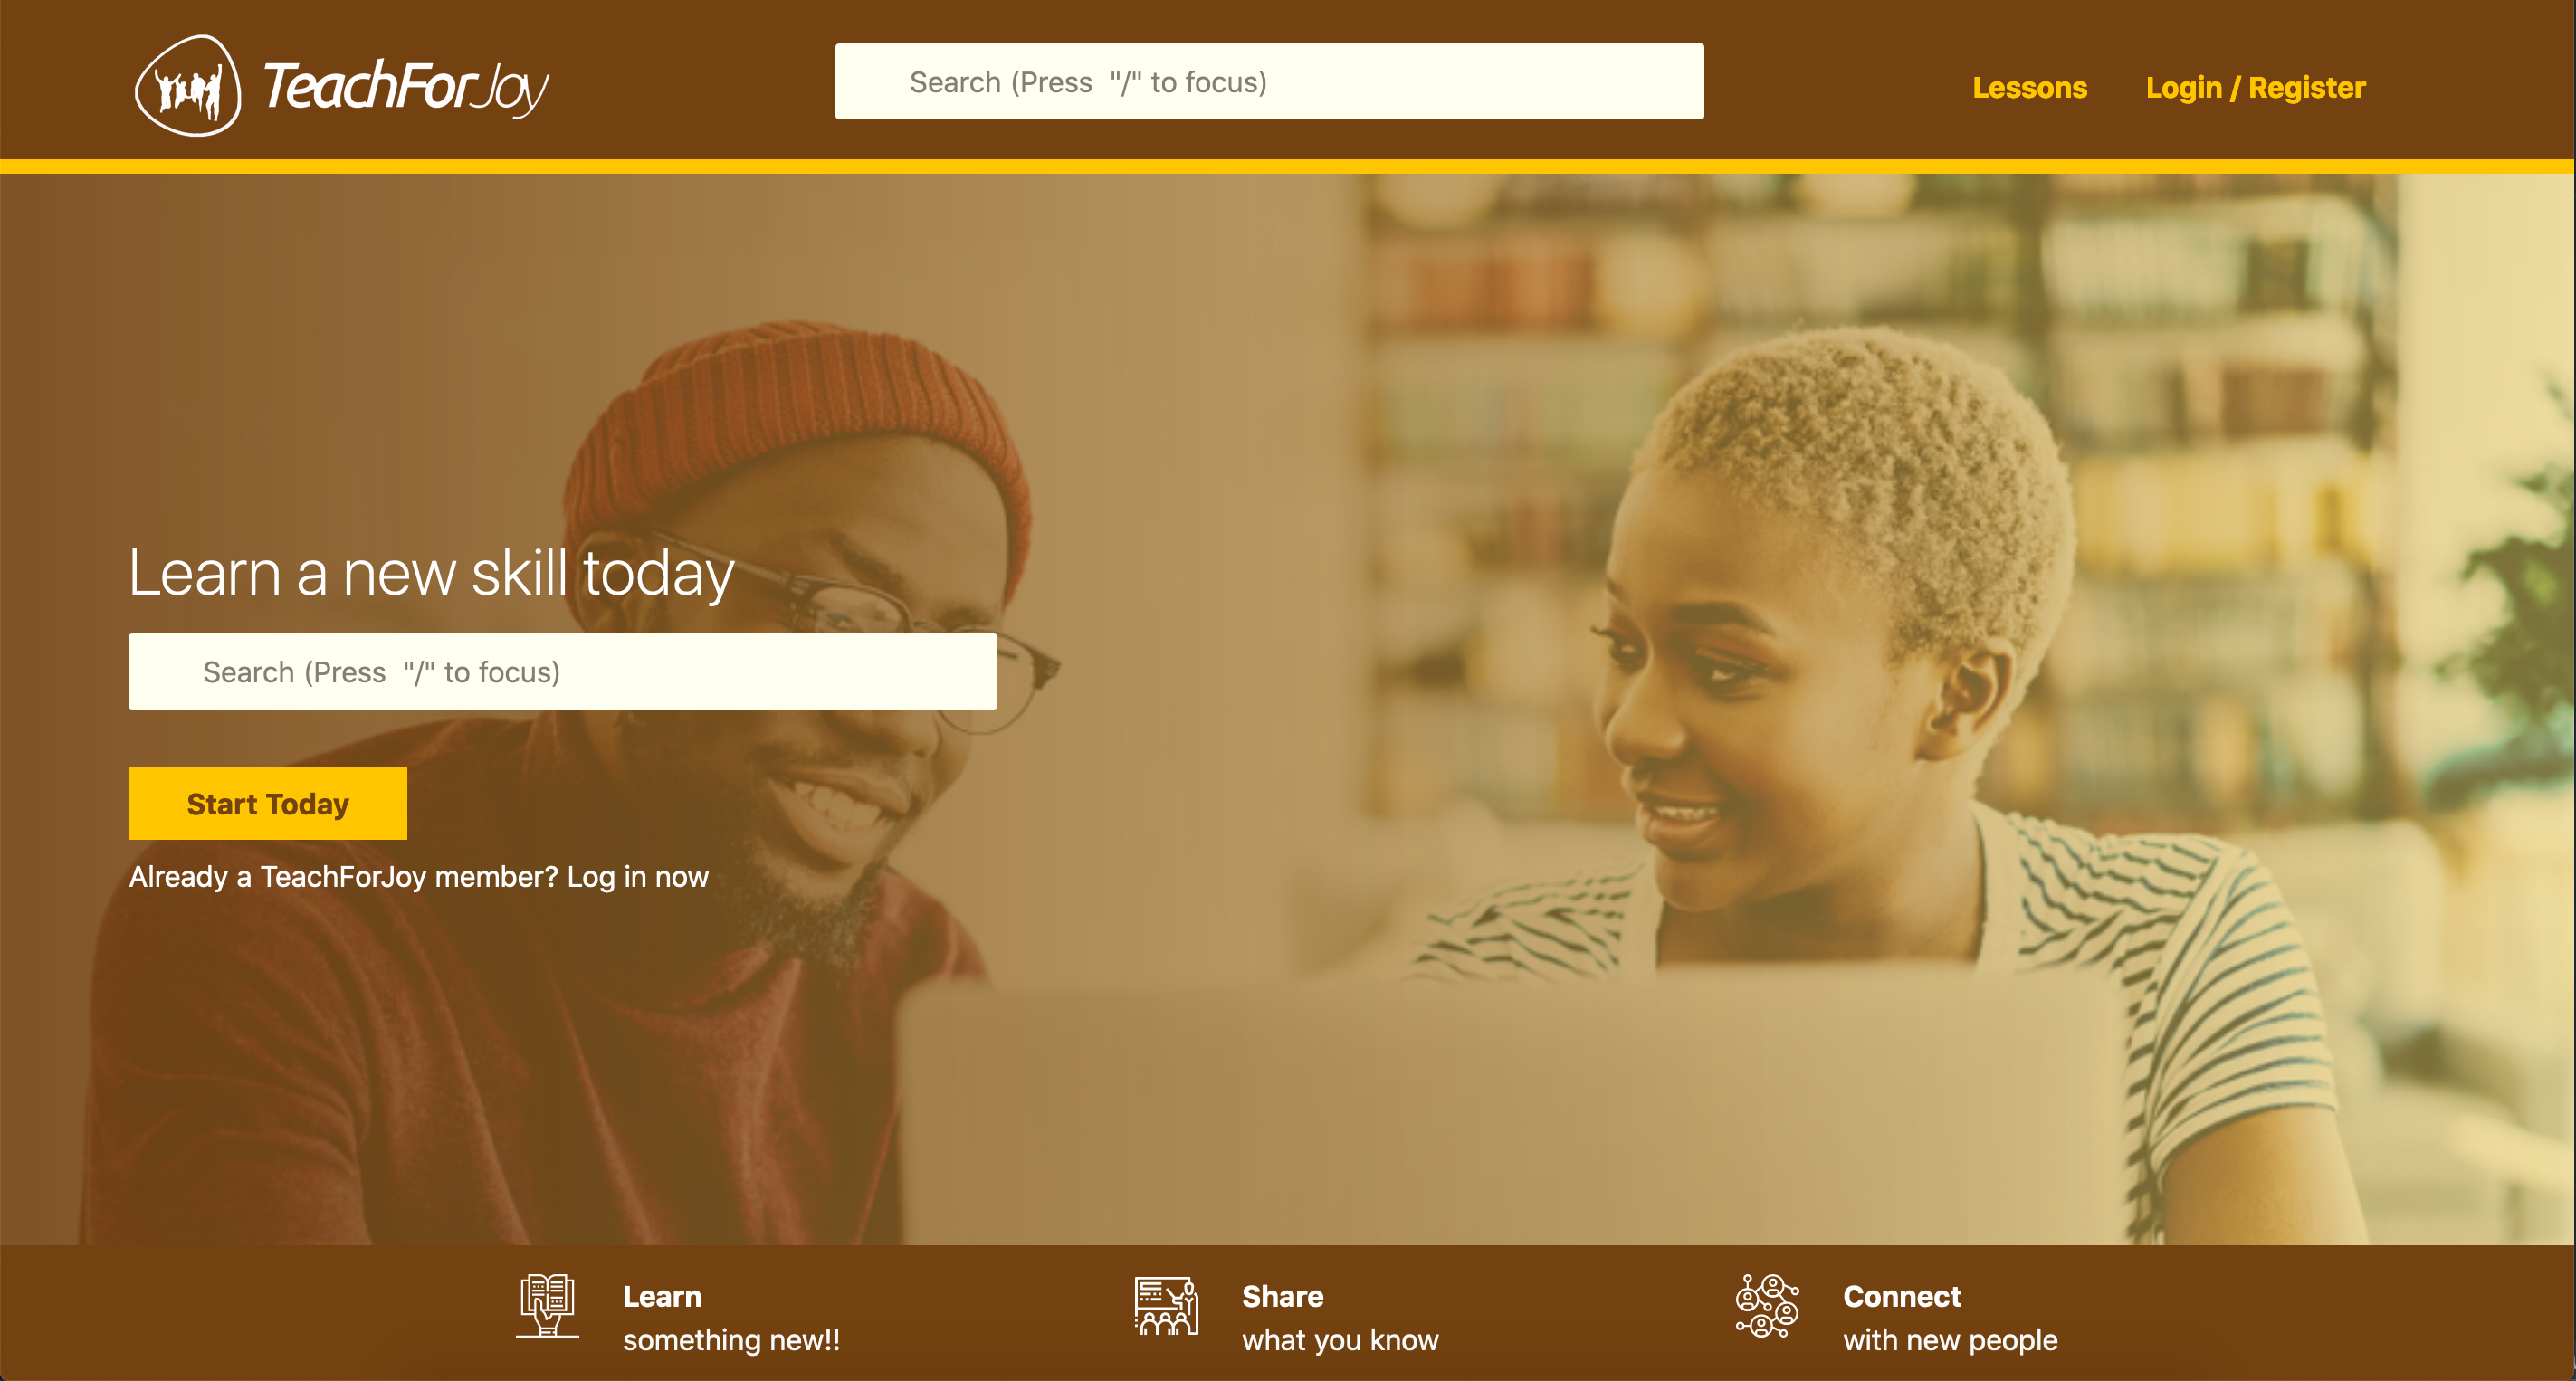 TeachForJoy
Search (Press "/" to focus)
Lessons
Login / Register
Learn a new skill today
Search (Press "/" to focus)
Start Today
Already a TeachForJoy member? Log in now
Learn
something new!!
Share
what you know
Connect
with new people